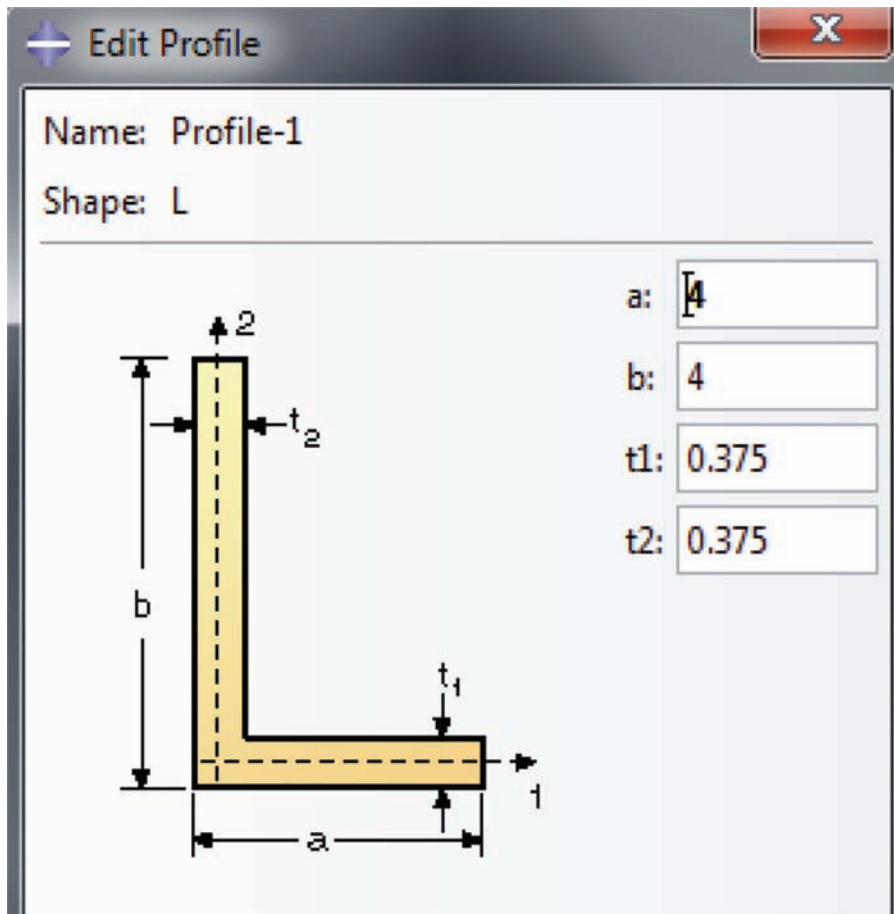 Edit Profile
X
Name: Profile-1
Shape: L
a: 4
b: 4
t1: 0.375
t2: 0.375
2
t2
b
t1
1
a